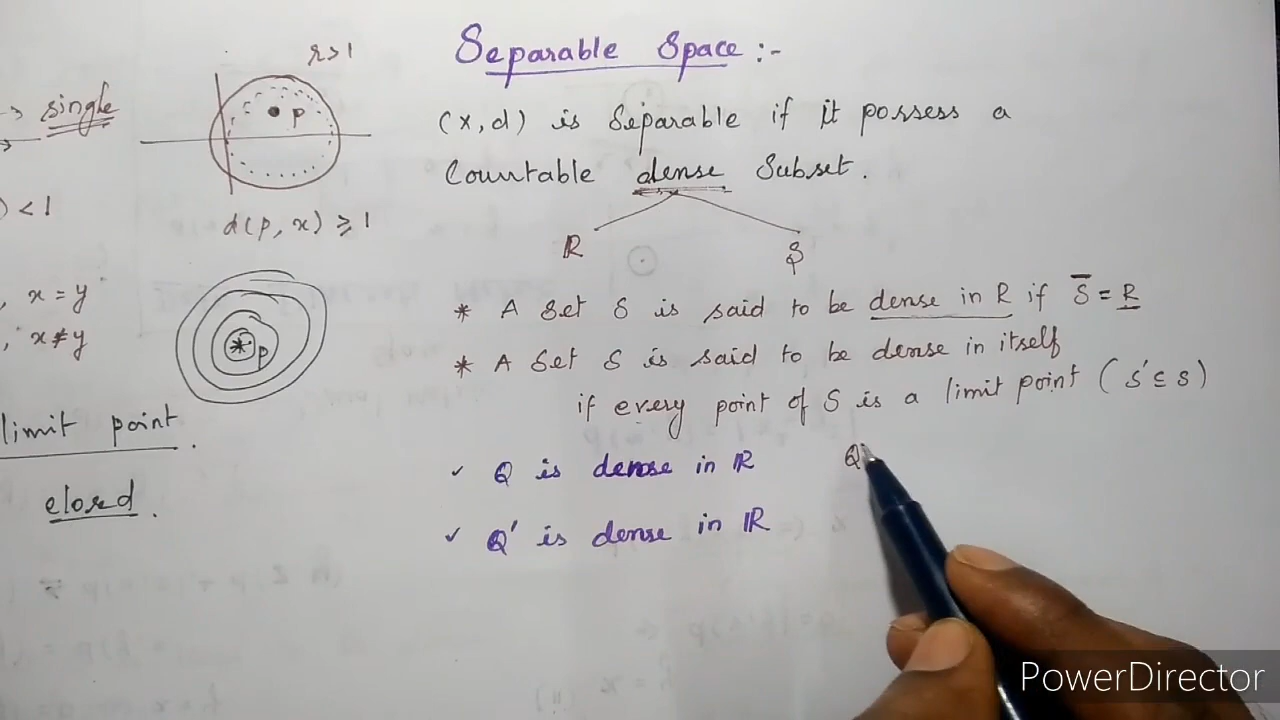 Separable Space :-
(X, d) is Separable if it possess a
Countable dense Subset.
R S
* A Set S is said to be dense in R if S̅ = R
* A Set S is said to be dense in itself
if every point of S is a limit point (S' ⊆ S)
✓ Q is dense in R
✓ Q' is dense in R
Q
→ single
r>1
p
) < 1
d(p, x) ≥ 1
, x = y
, x ≠ y
* p
limit point.
closed.
PowerDirector